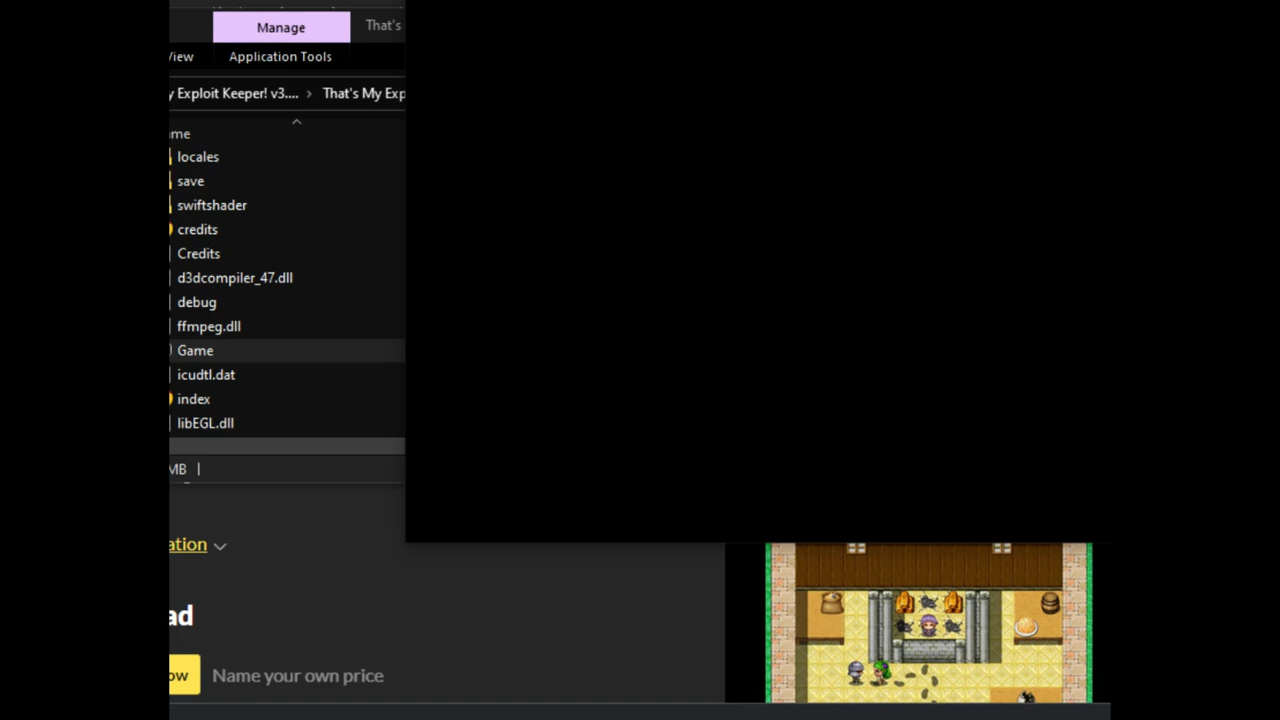 Manage
That's
View
Application Tools
y Exploit Keeper! v3.... > That's My Exp
ame
locales
save
swiftshader
credits
Credits
d3dcompiler_47.dll
debug
ffmpeg.dll
Game
icudtl.dat
index
libEGL.dll
MB
ation
ad
ow
Name your own price